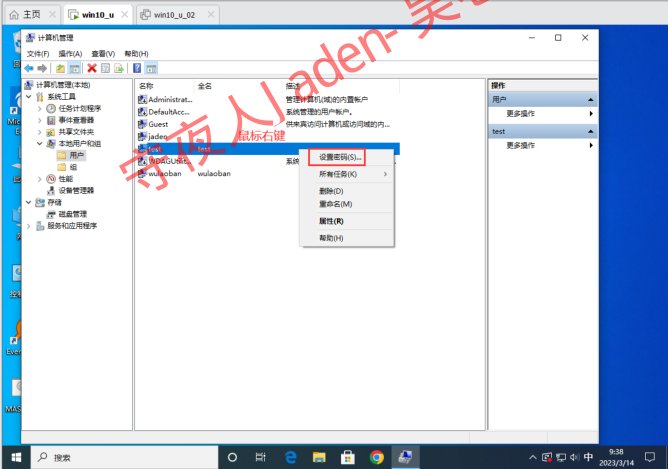 主页 win10_u win10_u_02
计算机管理
文件(F) 操作(A) 查看(V) 帮助(H)
计算机管理(本地)
系统工具
任务计划程序
事件查看器
共享文件夹
本地用户和组
用户
组
性能
设备管理器
存储
磁盘管理
服务和应用程序
名称 全名 描述
Administrat... 管理计算机(域)的内置帐户
DefaultAcc... 系统管理的用户帐户。
Guest 供来宾访问计算机或访问域的内...
jaden
test test
WDAGUtilit... 系统
wulaoban wulaoban
鼠标右键
设置密码(S)...
所有任务(K)
删除(D)
重命名(M)
属性(R)
帮助(H)
操作
用户
更多操作
test
更多操作
守夜人Jaden-吴
Mic
E
控
Ever
MAS
搜索
中
9:38
2023/3/14